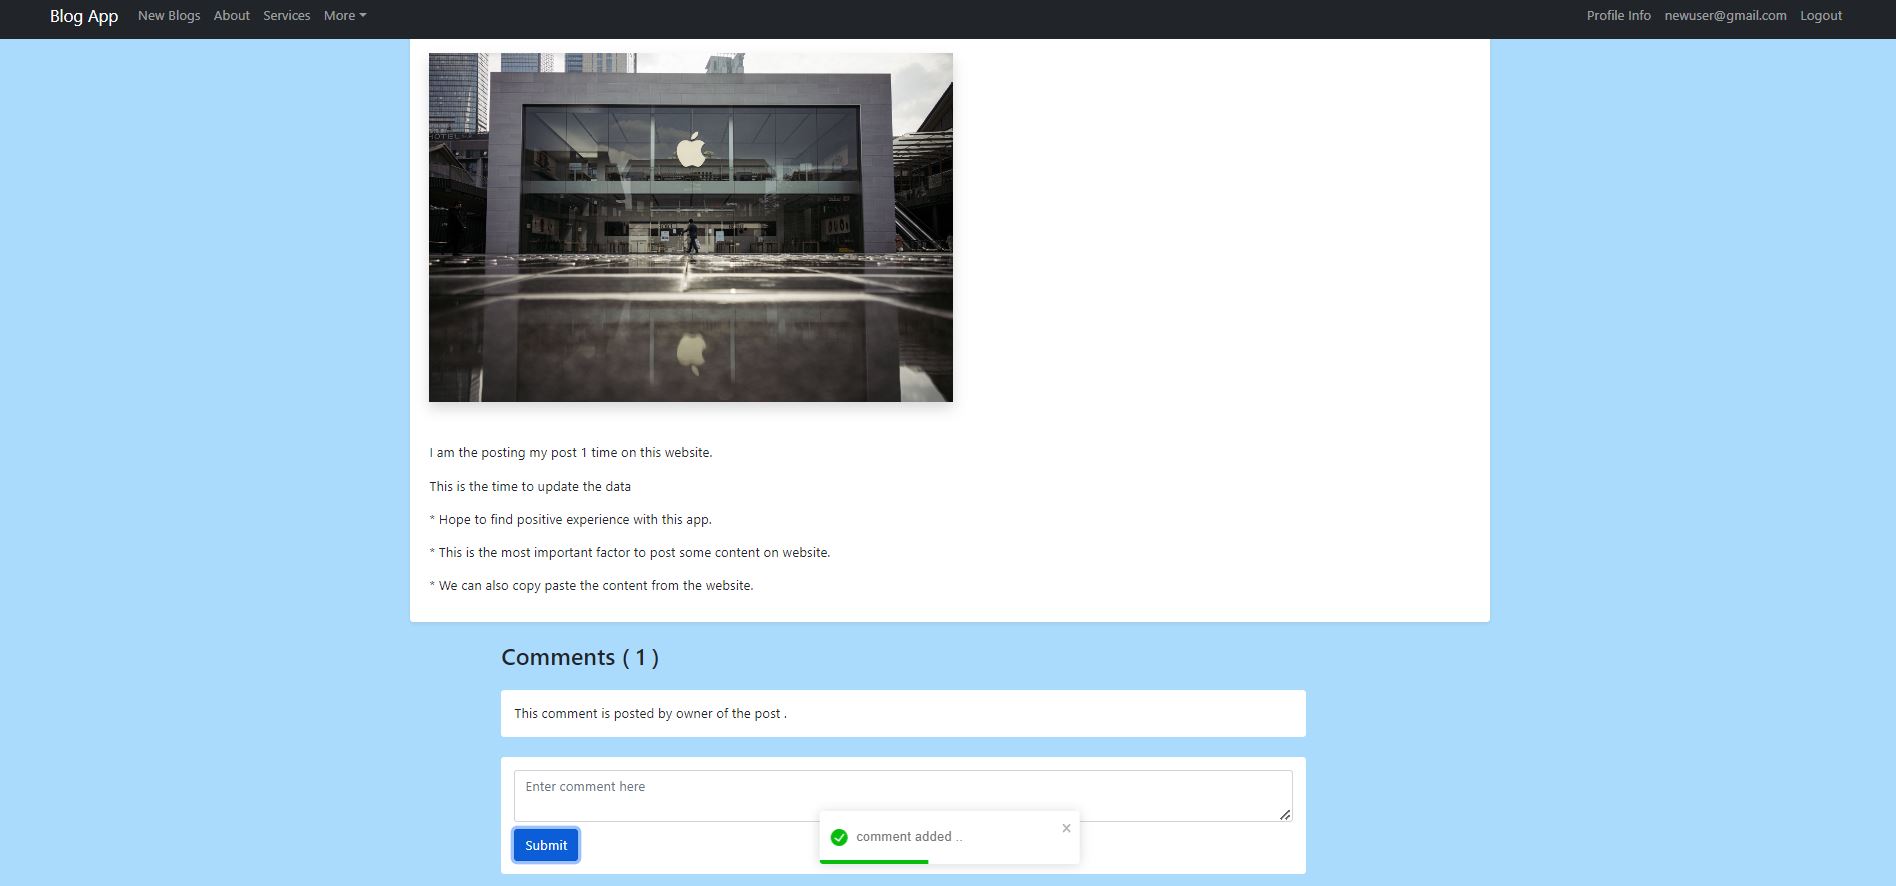 Blog App New Blogs About Services More Profile Info newuser@gmail.com Logout
HOTEL
I am the posting my post 1 time on this website.
This is the time to update the data
* Hope to find positive experience with this app.
* This is the most important factor to post some content on website.
* We can also copy paste the content from the website.
Comments ( 1 )
This comment is posted by owner of the post .
Enter comment here
comment added ..
Submit